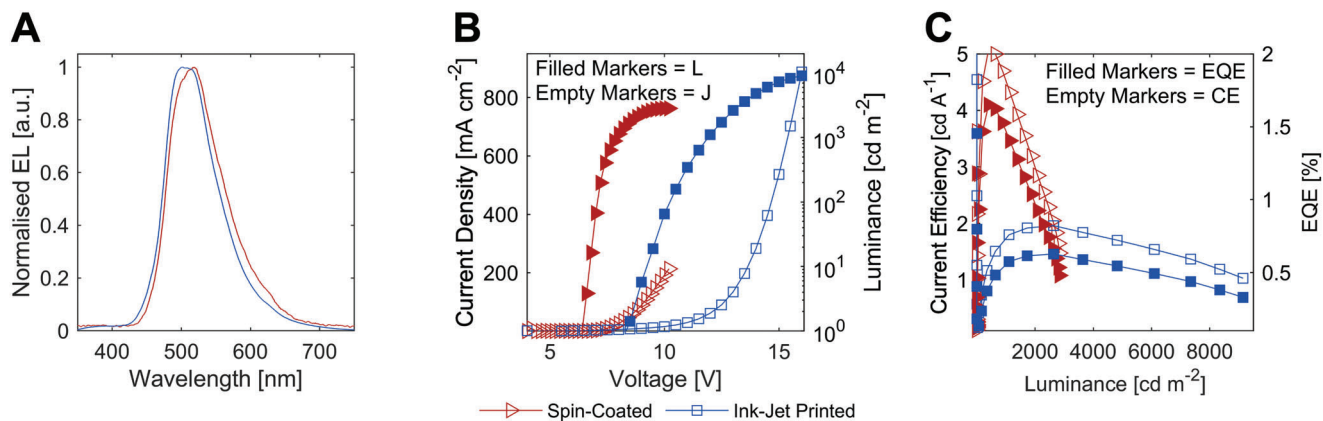 A
Normalised EL [a.u.]
1
0.8
0.6
0.4
0.2
0
400
500
600
700
Wavelength [nm]
B
Filled Markers = L
Empty Markers = J
Current Density [mA cm⁻²]
800
600
400
200
5
10
15
Voltage [V]
10⁴
10³
10²
10¹
10⁰
Luminance [cd m⁻²]
Spin-Coated
Ink-Jet Printed
C
Filled Markers = EQE
Empty Markers = CE
Current Efficiency [cd A⁻¹]
5
4
3
2
1
2000
4000
6000
8000
Luminance [cd m⁻²]
2
1.5
1
0.5
EQE [%]